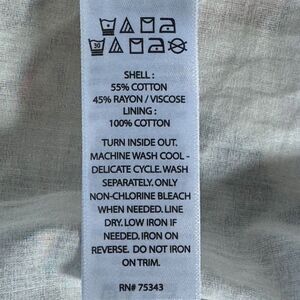 30
SHELL :
55% COTTON
45% RAYON / VISCOSE
LINING :
100% COTTON
TURN INSIDE OUT.
MACHINE WASH COOL -
DELICATE CYCLE. WASH
SEPARATELY. ONLY
NON-CHLORINE BLEACH
WHEN NEEDED. LINE
DRY. LOW IRON IF
NEEDED. IRON ON
REVERSE. DO NOT IRON
ON TRIM.
RN# 75343